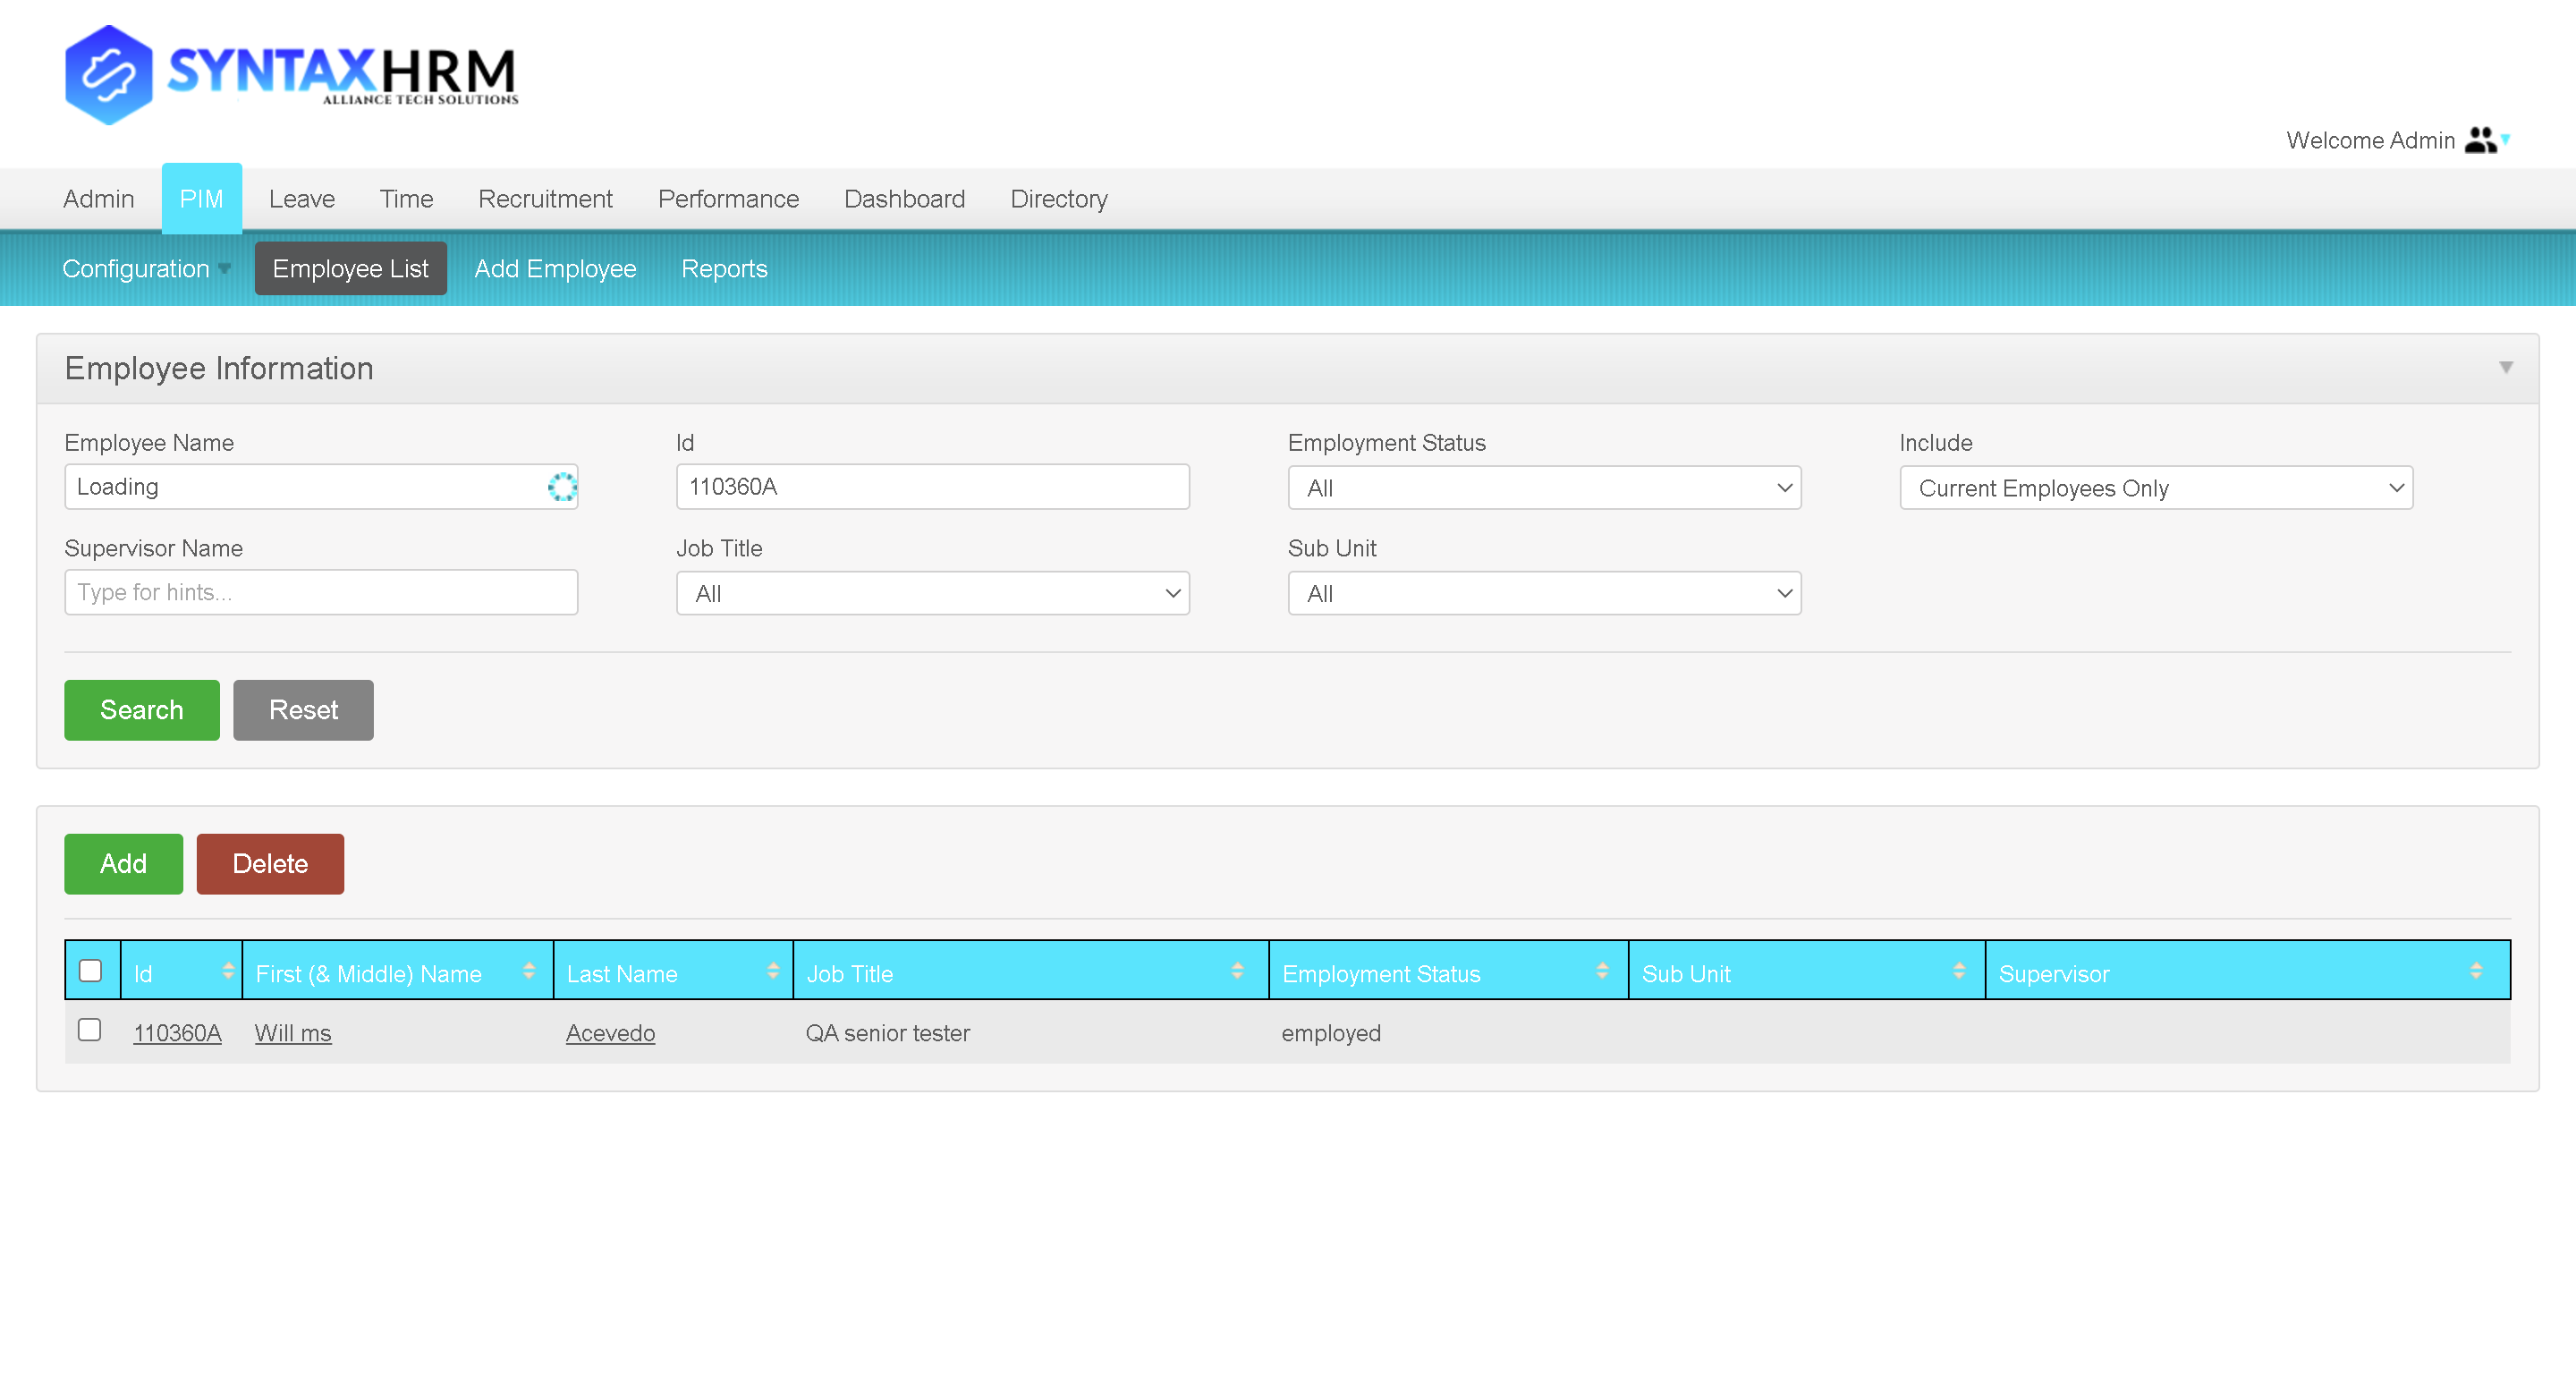 SYNTAXHRM
ALLIANCE TECH SOLUTIONS
Welcome Admin
Admin PIM Leave Time Recruitment Performance Dashboard Directory
Configuration Employee List Add Employee Reports
Employee Information
Employee Name Id Employment Status Include
Loading 110360A All Current Employees Only
Supervisor Name Job Title Sub Unit
Type for hints... All All
Search Reset
Add Delete
Id First (& Middle) Name Last Name Job Title Employment Status Sub Unit Supervisor
110360A Will ms Acevedo QA senior tester employed